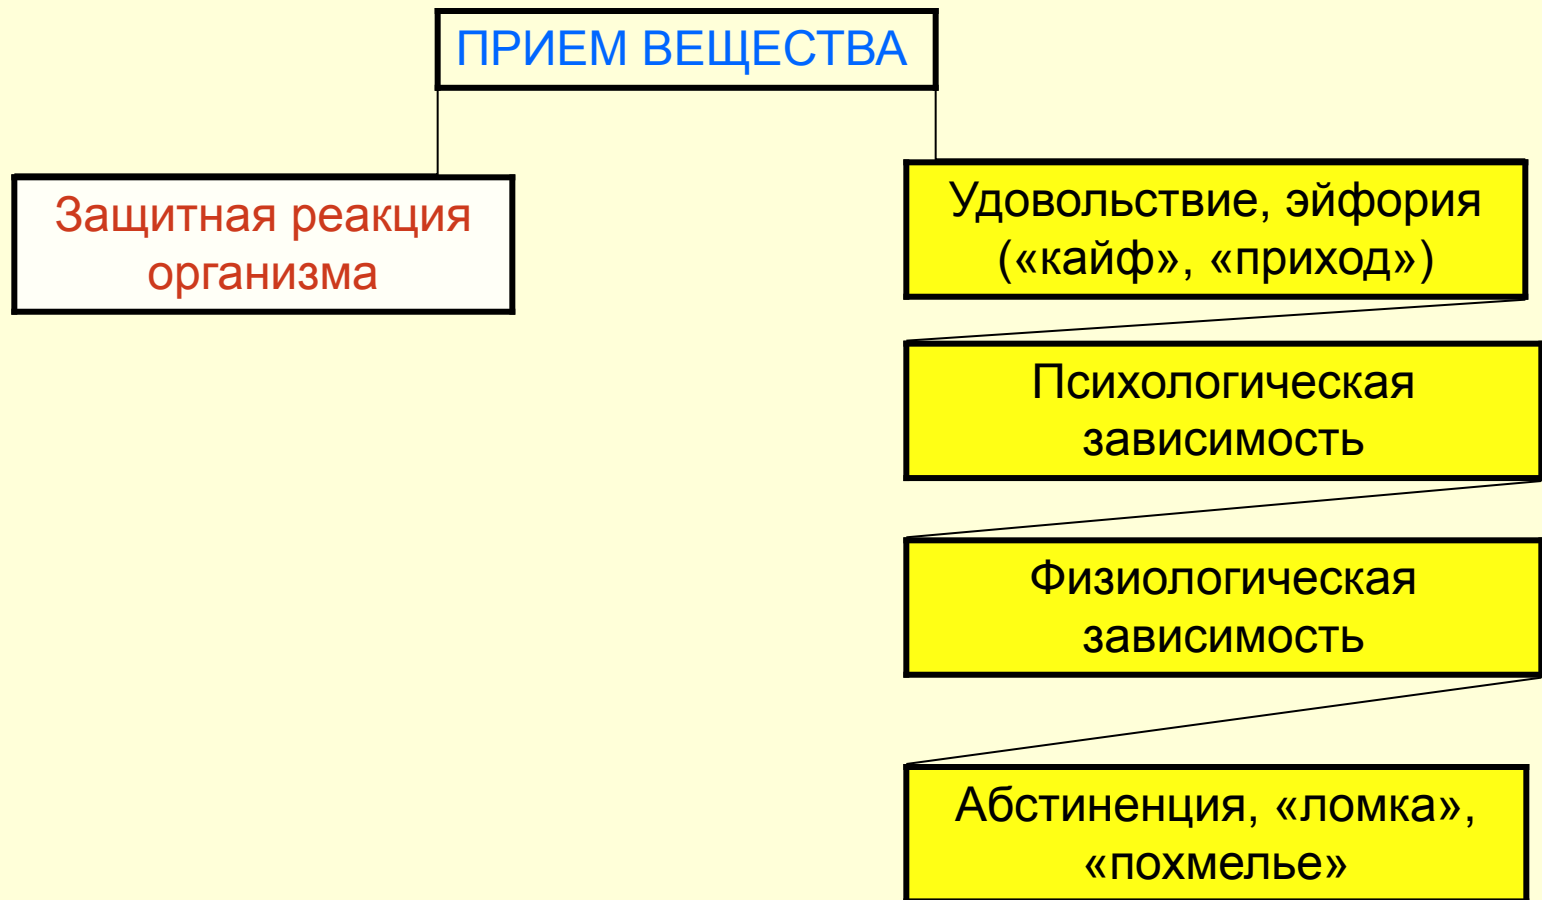 ПРИЕМ ВЕЩЕСТВА
Защитная реакция
организма
Удовольствие, эйфория
(«кайф», «приход»)
Психологическая
зависимость
Физиологическая
зависимость
Абстиненция, «ломка»,
«похмелье»